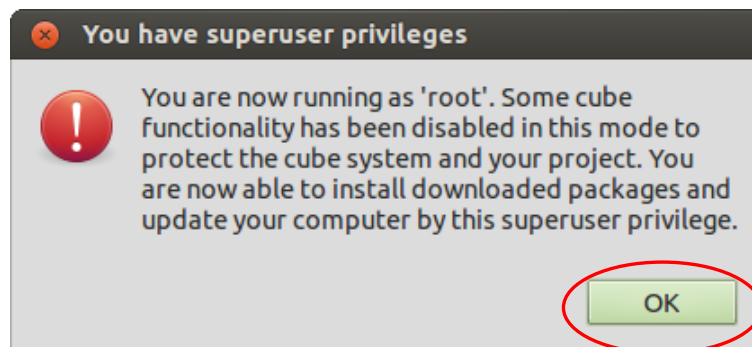 You have superuser privileges
You are now running as 'root'. Some cube
functionality has been disabled in this mode to
protect the cube system and your project. You
are now able to install downloaded packages and
update your computer by this superuser privilege.
OK